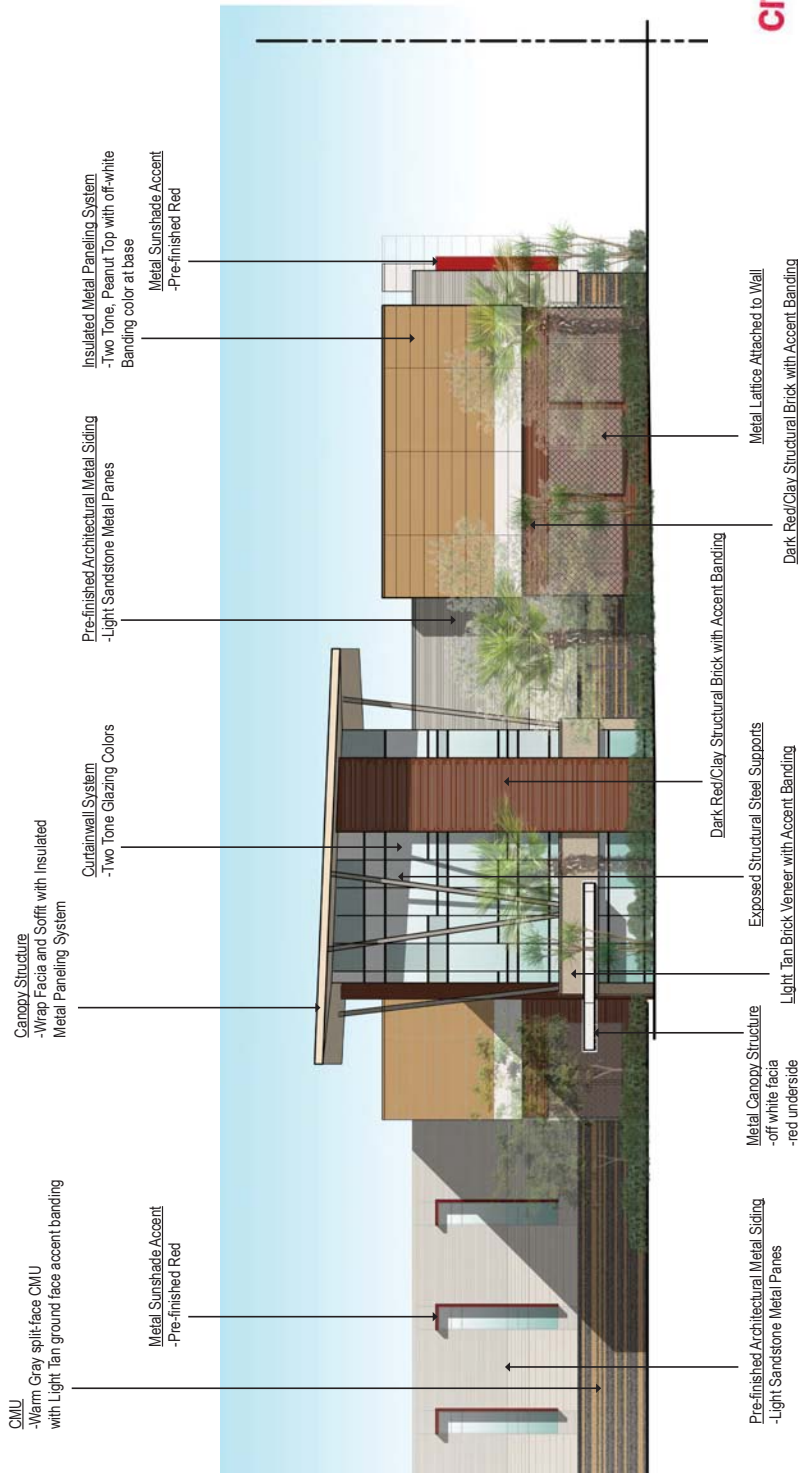 CMU
-Warm Gray split-face CMU
with Light Tan ground face accent banding
Metal Sunshade Accent
-Pre-finished Red
Canopy Structure
-Wrap Facia and Soffit with Insulated
Metal Paneling System
Curtainwall System
-Two Tone Glazing Colors
Pre-finished Architectural Metal Siding
-Light Sandstone Metal Panes
Insulated Metal Paneling System
-Two Tone, Peanut Top with off-white
Banding color at base
Metal Sunshade Accent
-Pre-finished Red
Pre-finished Architectural Metal Siding
-Light Sandstone Metal Panes
Metal Canopy Structure
-off white facia
-red underside
LIght Tan Brick Veneer with Accent Banding
Exposed Structural Steel Supports
Dark Red/Clay Structural Brick with Accent Banding
Metal Lattice Attached to Wall
Dark Red/Clay Structural Brick with Accent Banding